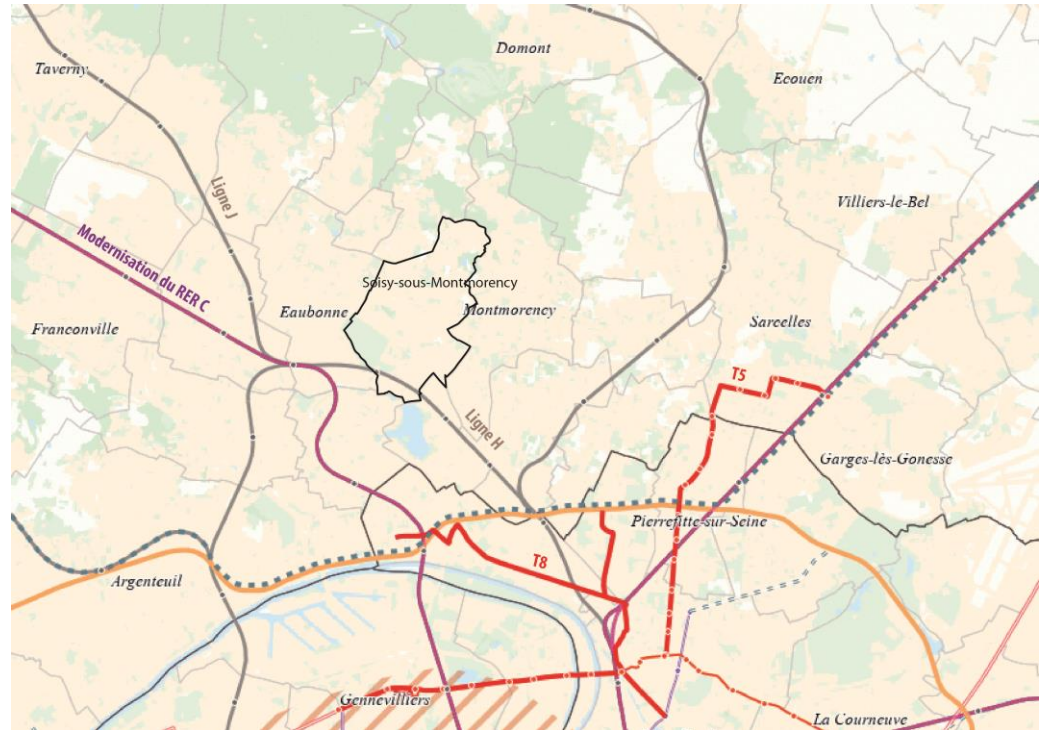 Domont
Taverny
Ecouen
Ligne J
Villiers-le-Bel
Modernisation du RER C
Soisy-sous-Montmorency
Eaubonne
Montmorency
Franconville
Sarcelles
T5
Ligne H
Garges-lès-Gonesse
Pierrefitte-sur-Seine
T8
Argenteuil
Gennevilliers
La Courneuve